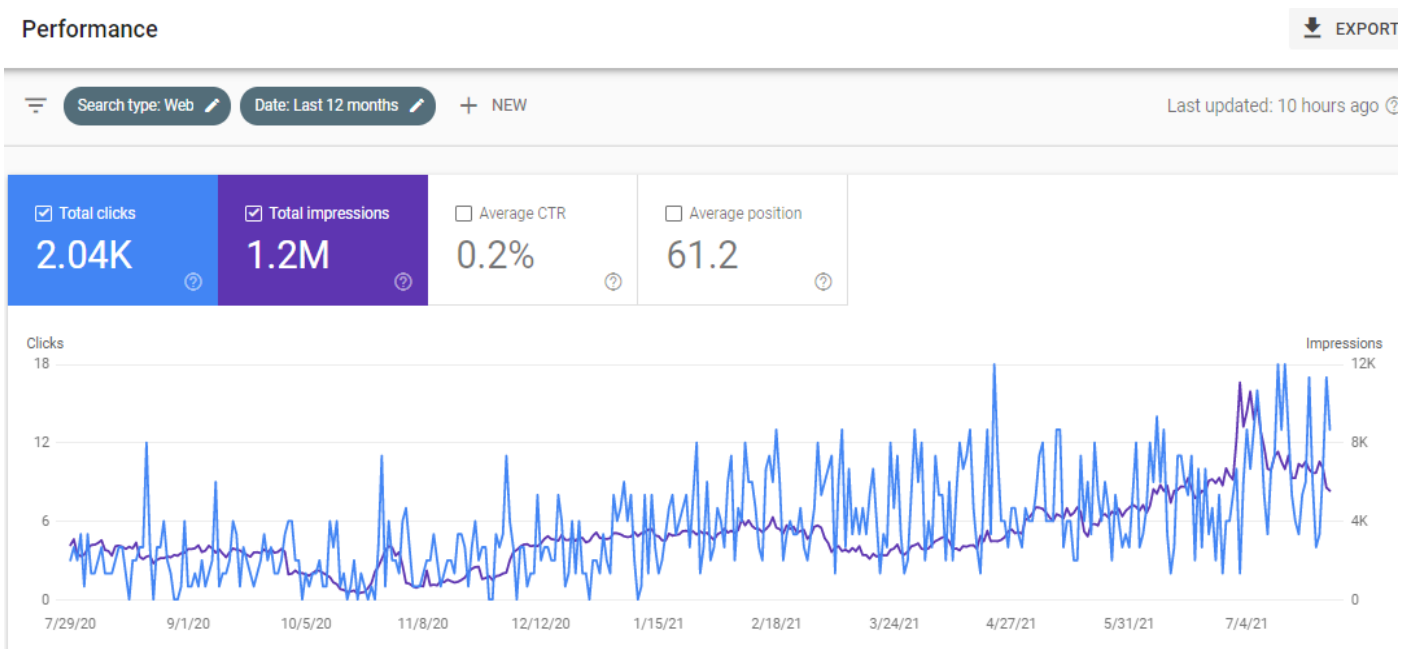 Performance
EXPORT
Search type: Web
Date: Last 12 months
+ NEW
Last updated: 10 hours ago
Total clicks
2.04K
Total impressions
1.2M
Average CTR
0.2%
Average position
61.2
Clicks
Impressions
18
12K
12
8K
6
4K
0
0
7/29/20 9/1/20 10/5/20 11/8/20 12/12/20 1/15/21 2/18/21 3/24/21 4/27/21 5/31/21 7/4/21